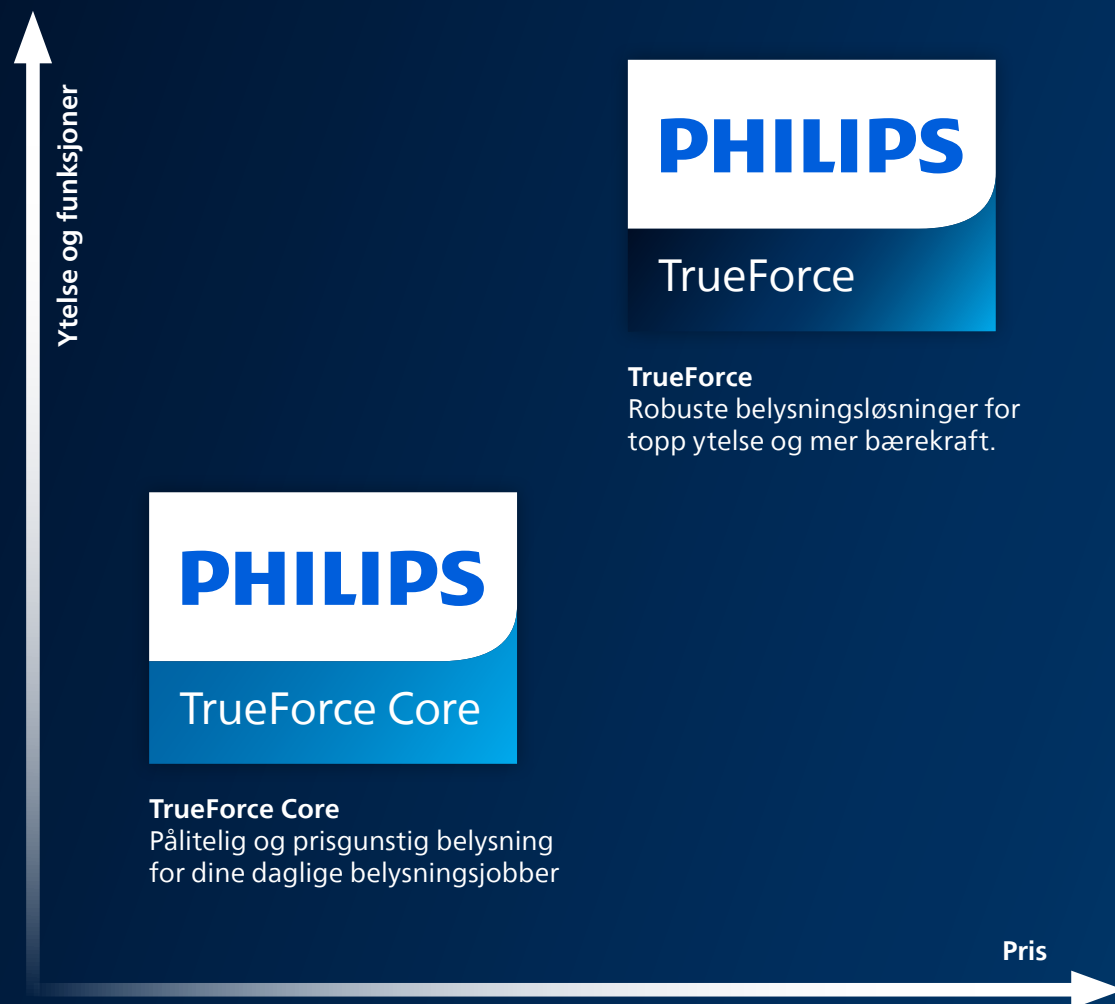 Ytelse og funksjoner
PHILIPS
TrueForce
TrueForce
Robuste belysningsløsninger for
topp ytelse og mer bærekraft.
PHILIPS
TrueForce Core
TrueForce Core
Pålitelig og prisgunstig belysning
for dine daglige belysningsjobber
Pris